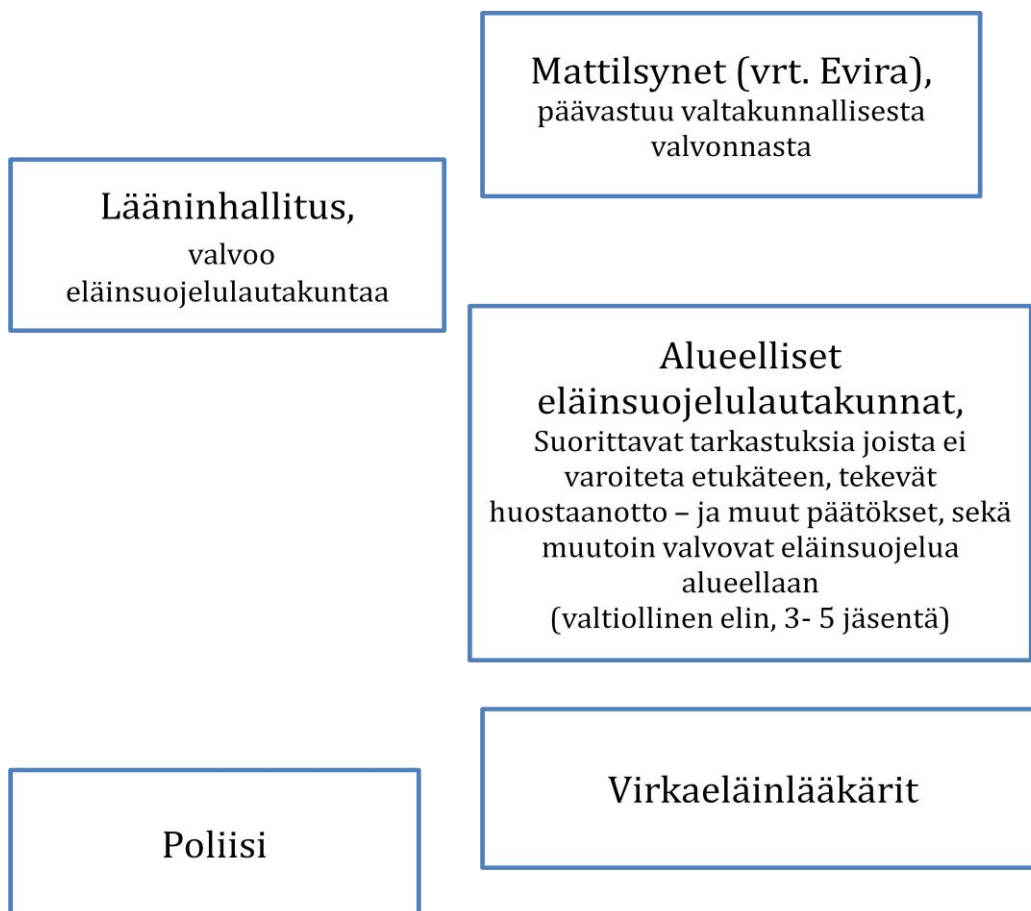 Mattilsynet (vrt. Evira),
päävastuu valtakunnallisesta
valvonnasta
Lääninhallitus,
valvoo
eläinsuojelulautakuntaa
Alueelliset
eläinsuojelulautakunnat,
Suorittavat tarkastuksia joista ei
varoiteta etukäteen, tekevät
huostaanotto – ja muut päätökset, sekä
muutoin valvovat eläinsuojelua
alueellaan
(valtiollinen elin, 3- 5 jäsentä)
Virkaeläinlääkärit
Poliisi